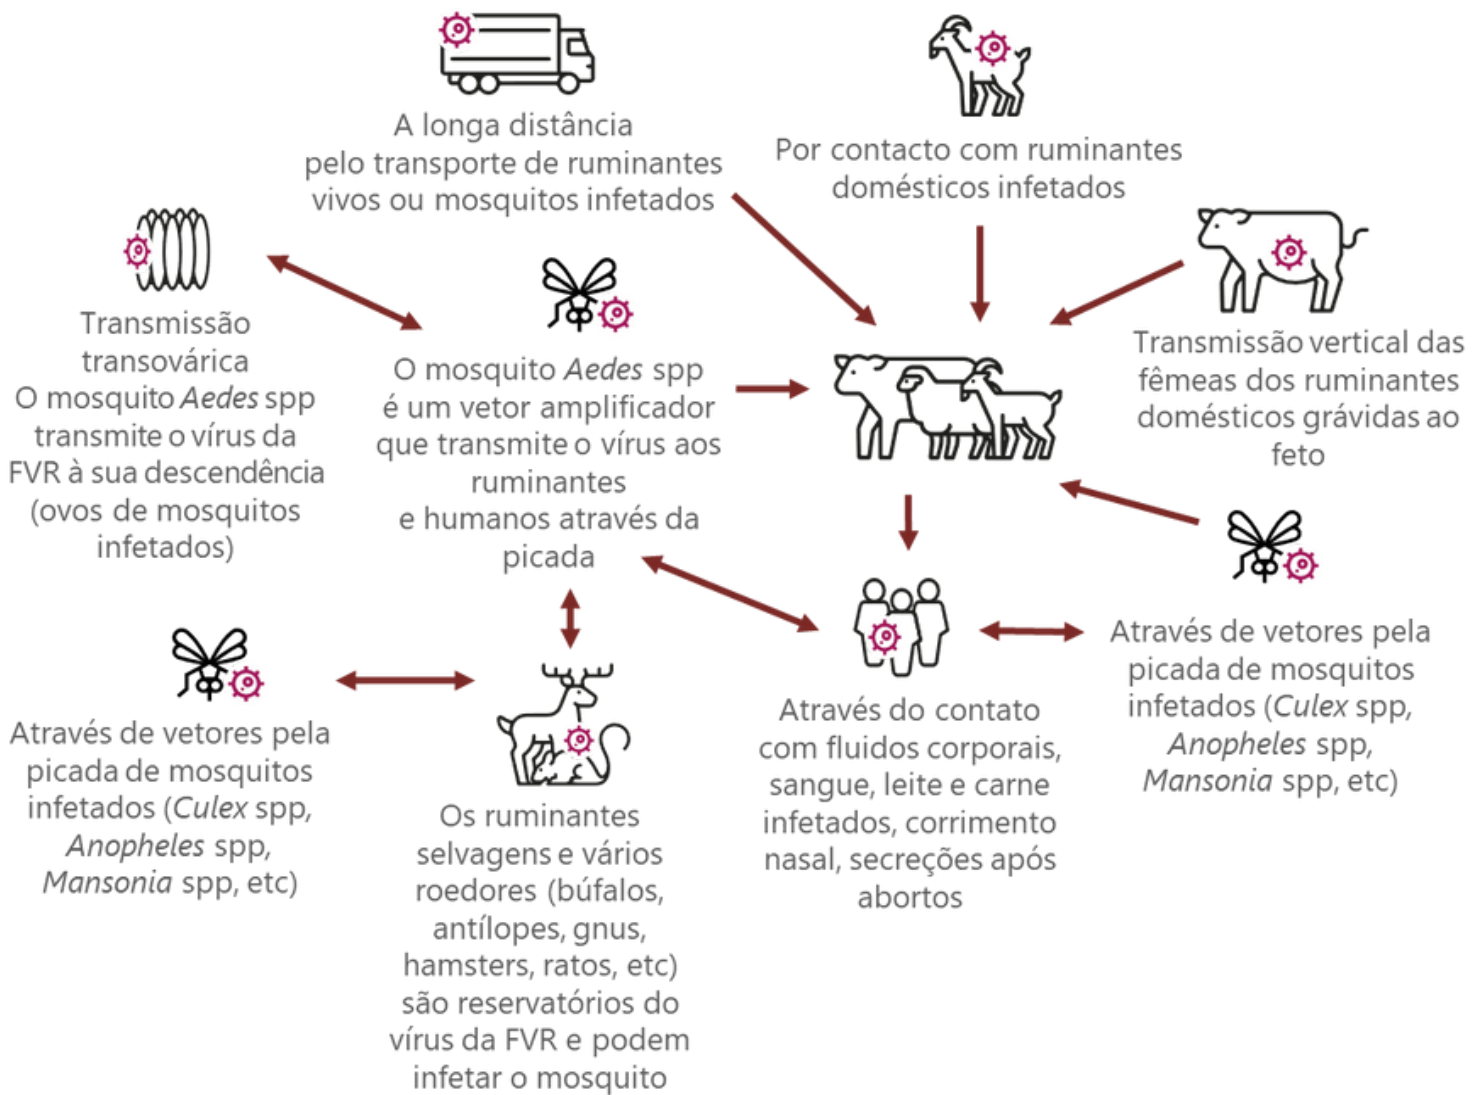 A longa distância
pelo transporte de ruminantes
vivos ou mosquitos infetados
Por contacto com ruminantes
domésticos infetados
Transmissão
transovárica
O mosquito Aedes spp
transmite o vírus da
FVR à sua descendência
(ovos de mosquitos
infetados)
O mosquito Aedes spp
é um vetor amplificador
que transmite o vírus aos
ruminantes
e humanos através da
picada
Transmissão vertical das
fêmeas dos ruminantes
domésticos grávidas ao
feto
Através de vetores pela
picada de mosquitos
infetados (Culex spp,
Anopheles spp,
Mansonia spp, etc)
Os ruminantes
selvagens e vários
roedores (búfalos,
antílopes, gnus,
hamsters, ratos, etc)
são reservatórios do
vírus da FVR e podem
infetar o mosquito
Através do contato
com fluidos corporais,
sangue, leite e carne
infetados, corrimento
nasal, secreções após
abortos
Através de vetores pela
picada de mosquitos
infetados (Culex spp,
Anopheles spp,
Mansonia spp, etc)